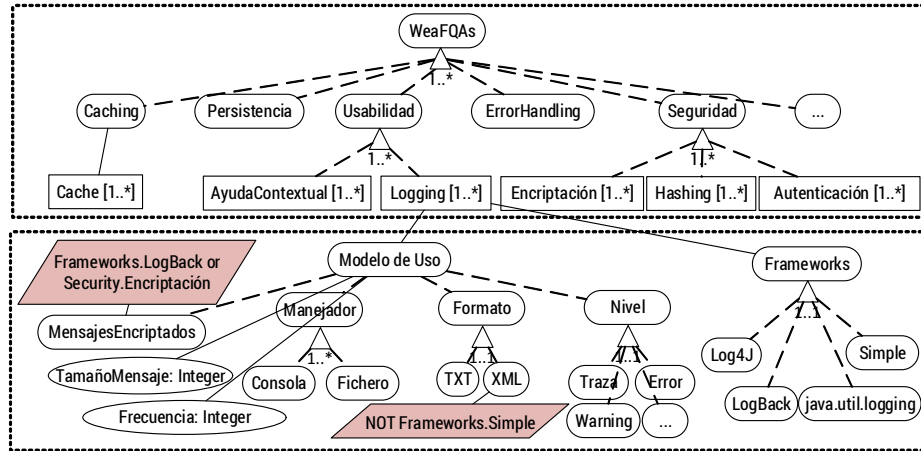 WeaFQAs
1..*
Caching
Persistencia
Usabilidad
ErrorHandling
Seguridad
...
1..*
1..*
Cache [1..*]
AyudaContextual [1..*]
Logging [1..*]
Encriptación [1..*]
Hashing [1..*]
Autenticación [1..*]
Frameworks.LogBack or
Security.Encriptación
Modelo de Uso
Frameworks
MensajesEncriptados
Manejador
Formato
Nivel
1..1
1..*
1..1
1..1
Log4J
Simple
TamañoMensaje: Integer
Consola
Fichero
TXT
XML
Traza
Error
LogBack
java.util.logging
Frecuencia: Integer
NOT Frameworks.Simple
Warning
...